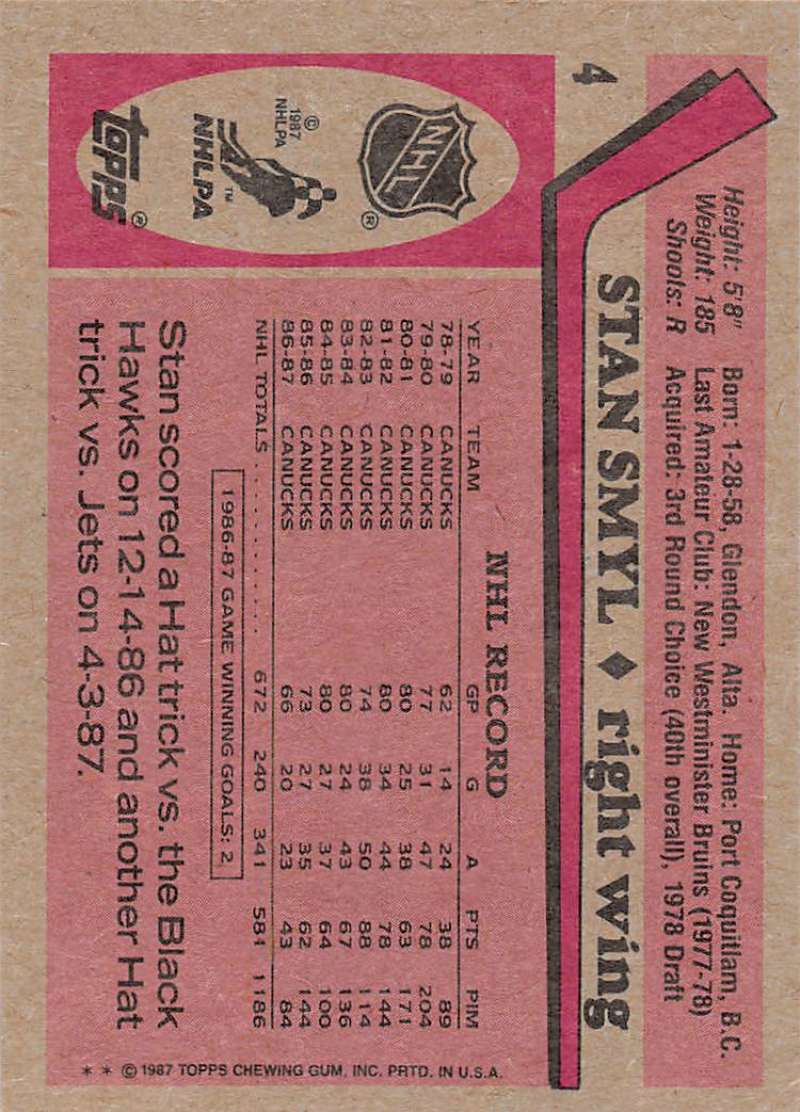 4
Height: 5'8" Born: 1-28-58, Glendon, Alta. Home: Port Coquitlam, B.C.
Weight: 185 Last Amateur Club: New Westminister Bruins (1977-78)
Shoots: R Acquired: 3rd Round Choice (40th overall), 1978 Draft
STAN SMYL ♦ right wing
NHL
®
© 1987 NHLPA
™
NHLPA
TOPPS ®
NHL RECORD
YEAR TEAM GP G A PTS PIM
78-79 CANUCKS 62 14 24 38 89
79-80 CANUCKS 77 31 47 78 204
80-81 CANUCKS 80 25 38 63 171
81-82 CANUCKS 80 34 44 78 144
82-83 CANUCKS 74 38 50 88 114
83-84 CANUCKS 80 24 43 67 136
84-85 CANUCKS 80 27 37 64 100
85-86 CANUCKS 73 27 35 62 144
86-87 CANUCKS 66 20 23 43 84
NHL TOTALS . . . . . . . . . . 672 240 341 581 1186
1986-87 GAME WINNING GOALS: 2
Stan scored a Hat trick vs. the Black
Hawks on 12-14-86 and another Hat
trick vs. Jets on 4-3-87.
* * © 1987 TOPPS CHEWING GUM, INC. PRTD. IN U.S.A.